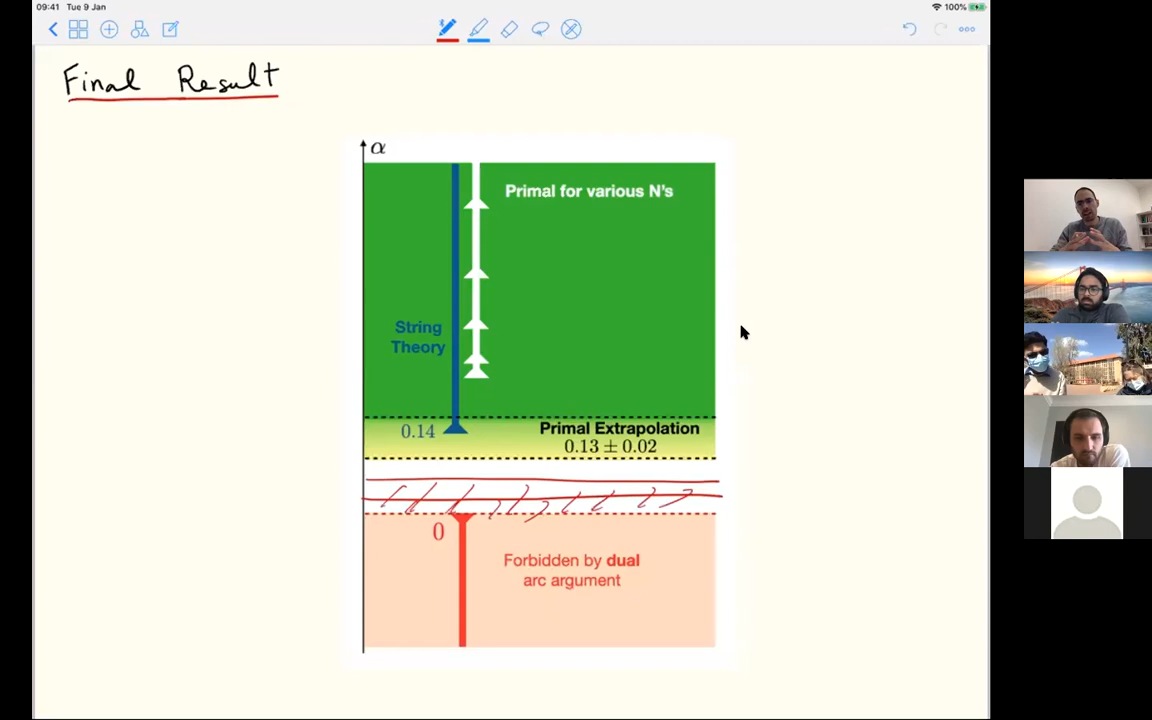 09:41 Tue 9 Jan
100%
Final Result
α
Primal for various N's
String
Theory
0.14
Primal Extrapolation
0.13 ± 0.02
0
Forbidden by dual
arc argument